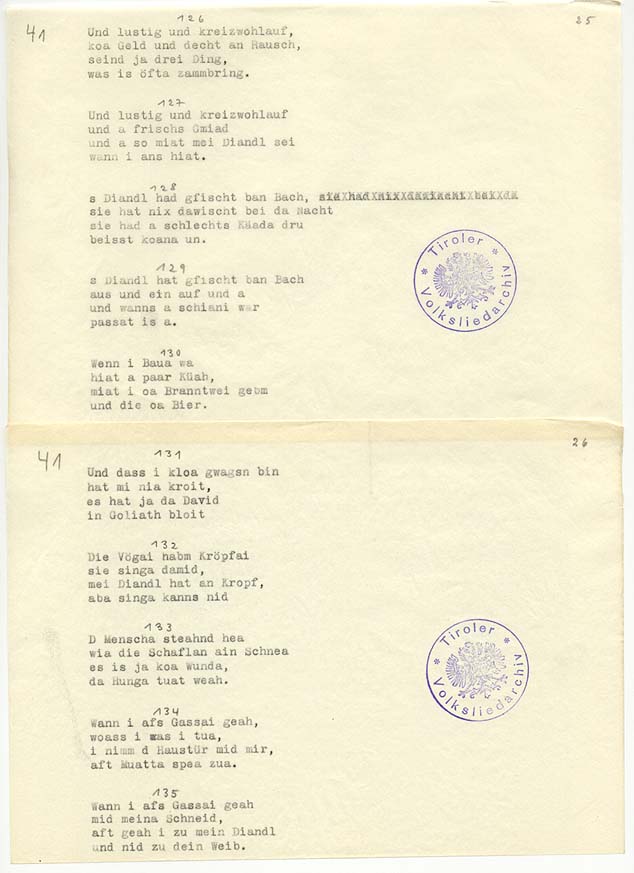 126
25
41
Und lustig und kreizwohlauf,
koa Geld und decht an Rausch,
seind ja drei Ding,
was is öfta zammbring.
127
Und lustig und kreizwohlauf
und a frischs Gmiad
und a so miat mei Diandl sei
wann i ans hiat.
128
s Diandl had gfischt ban Bach,
sie hat nix dawischt bei da Nacht
sie had a schlechts Käada dru
beisst koana un.
129
s Diandl hat gfischt ban Bach
aus und ein auf und a
und wanns a schiani war
passat is a.
* Tiroler *
Volksliedarchiv
130
Wenn i Baua wa
hiat a paar Küah,
miat i oa Branntwei gebm
und die oa Bier.
26
41
131
Und dass i kloa gwagsn bin
hat mi nia kroit,
es hat ja da David
in Goliath bloit
132
Die Vögai habm Kröpfai
sie singa damid,
mei Diandl hat an Kropf,
aba singa kanns nid
133
D Menscha steahnd hea
wia die Schaflan ain Schnea
es is ja koa Wunda,
da Hunga tuat weah.
* Tiroler *
Volksliedarchiv
134
Wann i afs Gassai geah,
woass i was i tua,
i nimm d Haustür mid mir,
aft Muatta spea zua.
135
Wann i afs Gassai geah
mid meina Schneid,
aft geah i zu mein Diandl
und nid zu dein Weib.